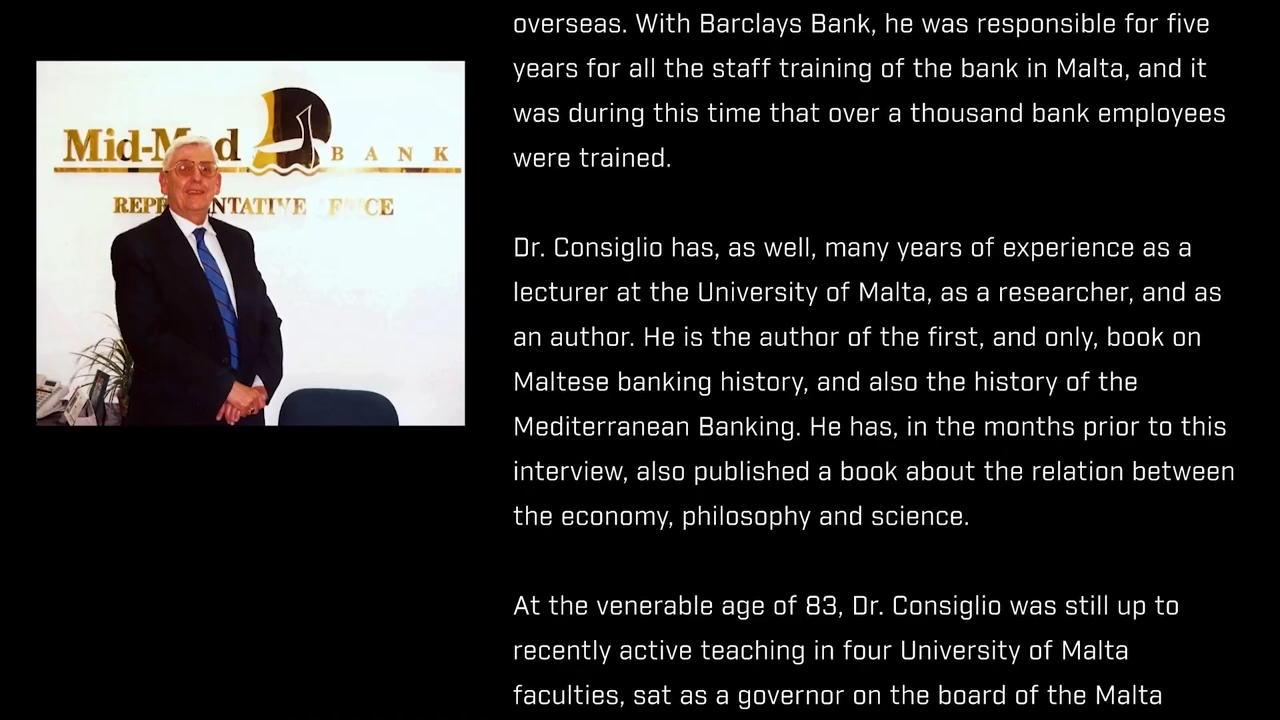 Mid-Med BANK
REPRESENTATIVE OFFICE
overseas. With Barclays Bank, he was responsible for five
years for all the staff training of the bank in Malta, and it
was during this time that over a thousand bank employees
were trained.
Dr. Consiglio has, as well, many years of experience as a
lecturer at the University of Malta, as a researcher, and as
an author. He is the author of the first, and only, book on
Maltese banking history, and also the history of the
Mediterranean Banking. He has, in the months prior to this
interview, also published a book about the relation between
the economy, philosophy and science.
At the venerable age of 83, Dr. Consiglio was still up to
recently active teaching in four University of Malta
faculties, sat as a governor on the board of the Malta